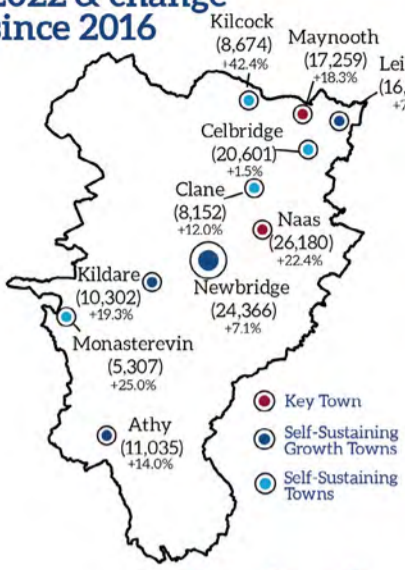 2022 & change
since 2016
Kilcock
(8,674)
+42.4%
Maynooth
(17,259)
+18.3%
Celbridge
(20,601)
+1.5%
Clane
(8,152)
+12.0%
Naas
(26,180)
+22.4%
Kildare
(10,302)
+19.3%
Newbridge
(24,366)
+7.1%
Monasterevin
(5,307)
+25.0%
Athy
(11,035)
+14.0%
Key Town
Self-Sustaining
Growth Towns
Self-Sustaining
Towns